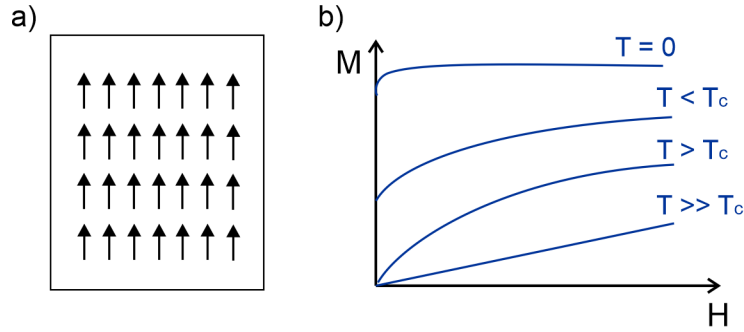 a)
b)
M
T = 0
T < Tc
T > Tc
T >> Tc
H